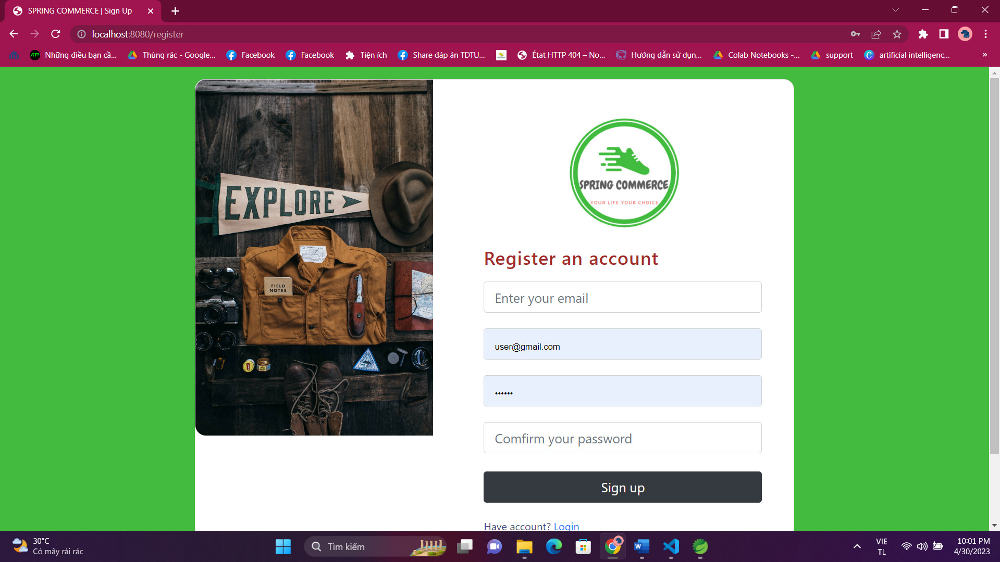 SPRING COMMERCE | Sign Up
localhost:8080/register
Những điều bạn cầ...
Thùng rác - Google...
Facebook
Facebook
Tiện ích
Share đáp án TDTU...
État HTTP 404 – No...
Hướng dẫn sử dụn...
Colab Notebooks -...
support
artificial intelligenc...
»
EXPLORE
FIELD
NOTES
SPRING COMMERCE
YOUR LIFE YOUR CHOICE
Register an account
Enter your email
user@gmail.com
••••••
Comfirm your password
Sign up
Have account? Login
30°C
Có mây rải rác
Tìm kiếm
VIE
TL
10:01 PM
4/30/2023